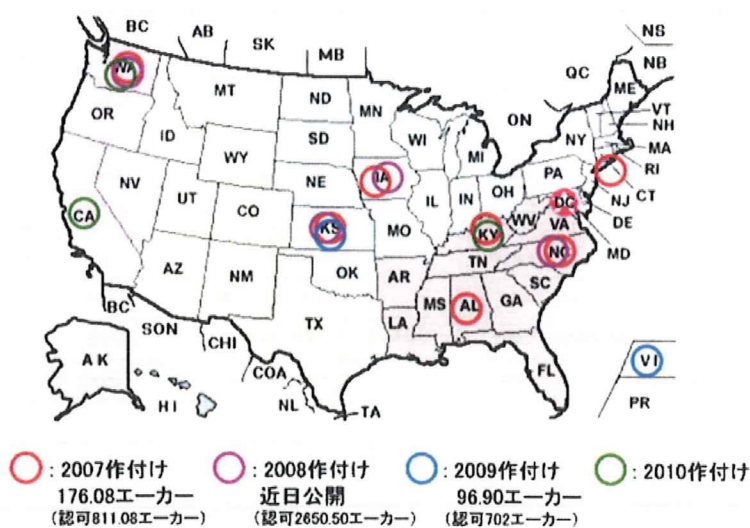 BC AB SK MB NS
NB
QC
WA MT ND MN ME
ON VT
OR ID SD WI NH
WY MI NY MA
RI
NV NE IA PA CT
IL IN OH NJ
UT CO DC DE
CA KS MO KY WV VA MD
NC
AZ NM OK AR TN
SC
MS AL GA
BC TX LA
SON VI
AK CHI FL
COA PR
HI NL TA
:2007作付け :2008作付け :2009作付け :2010作付け
176.08エーカー 近日公開 96.90エーカー
(認可811.08エーカー) (認可2650.50エーカー) (認可702エーカー)